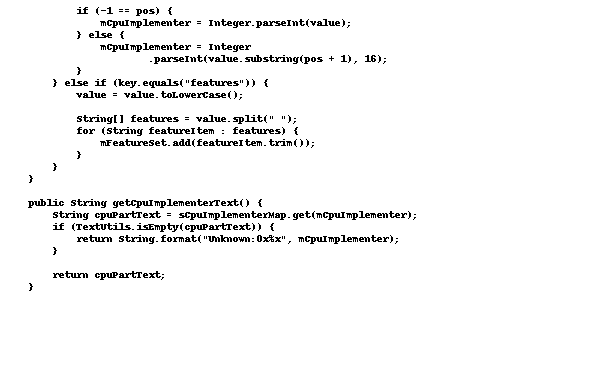 if (-1 == pos) {
mCpuImplementer = Integer.parseInt(value);
} else {
mCpuImplementer = Integer
.parseInt(value.substring(pos + 1), 16);
}
} else if (key.equals("features")) {
value = value.toLowerCase();
String[] features = value.split(" ");
for (String featureItem : features) {
mFeatureSet.add(featureItem.trim());
}
}
}
public String getCpuImplementerText() {
String cpuPartText = sCpuImplementerMap.get(mCpuImplementer);
if (TextUtils.isEmpty(cpuPartText)) {
return String.format("Unknown:0x%x", mCpuImplementer);
}
return cpuPartText;
}